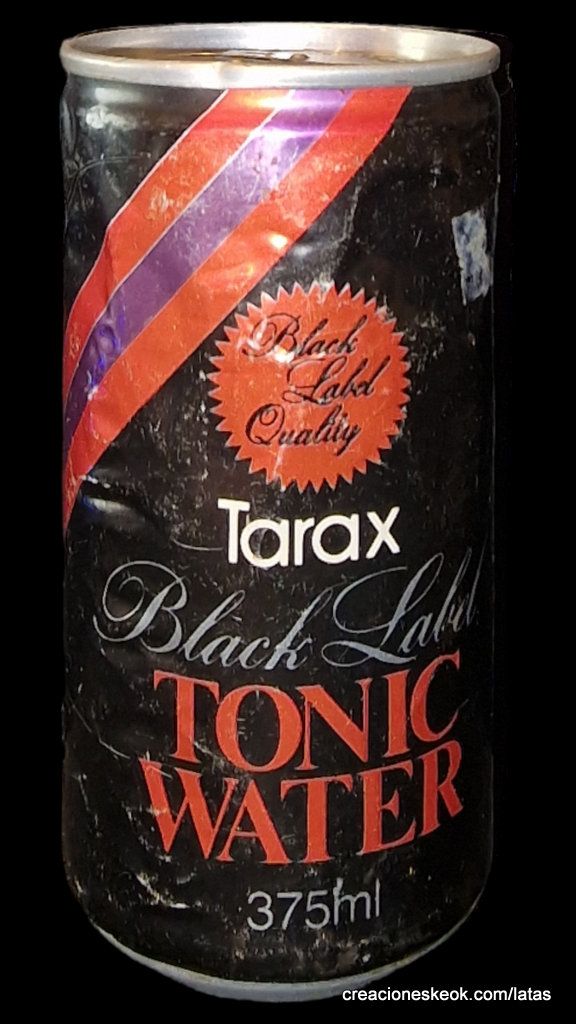 Black
Label
Quality
Tarax
Black Label
TONIC
WATER
375ml
creacioneskeok.com/latas